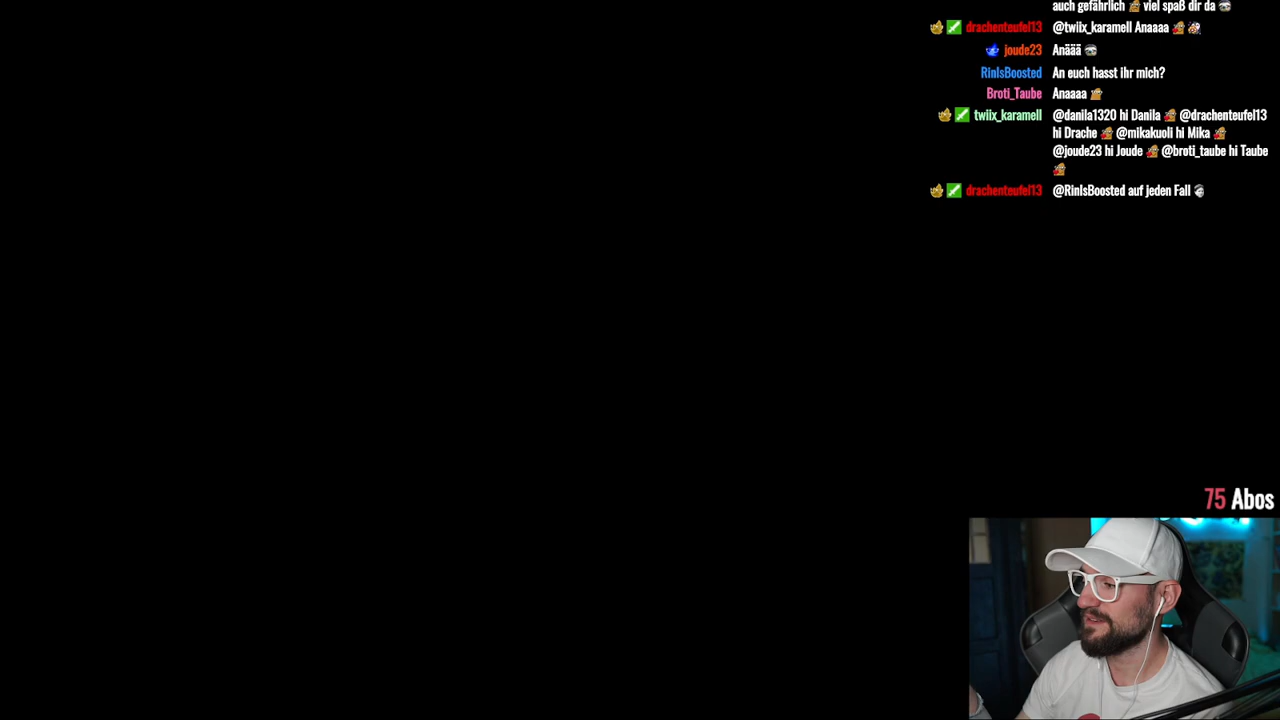 auch gefährlich viel spaß dir da
drachenteufel13 @twiix_karamell Anaaaa
joude23 Anäää
RinIsBoosted An euch hasst ihr mich?
Broti_Taube Anaaaa
twiix_karamell @danila1320 hi Danila @drachenteufel13
hi Drache @mikakuoli hi Mika
@joude23 hi Joude @broti_taube hi Taube
drachenteufel13 @RinIsBoosted auf jeden Fall
75 Abos